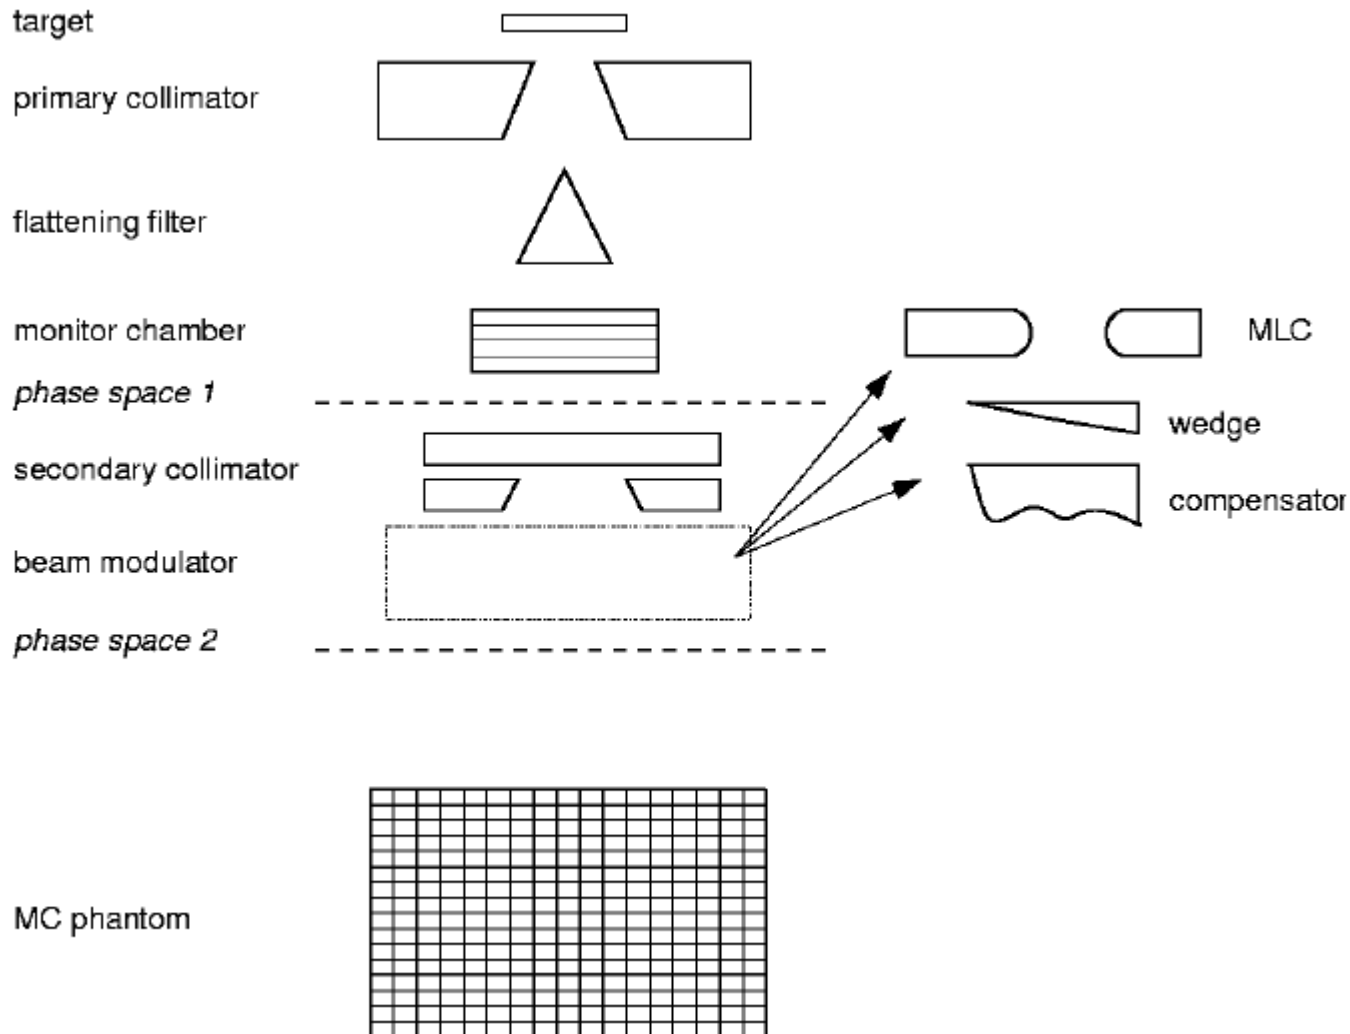 target
primary collimator
flattening filter
monitor chamber
MLC
phase space 1
wedge
secondary collimator
compensator
beam modulator
phase space 2
MC phantom